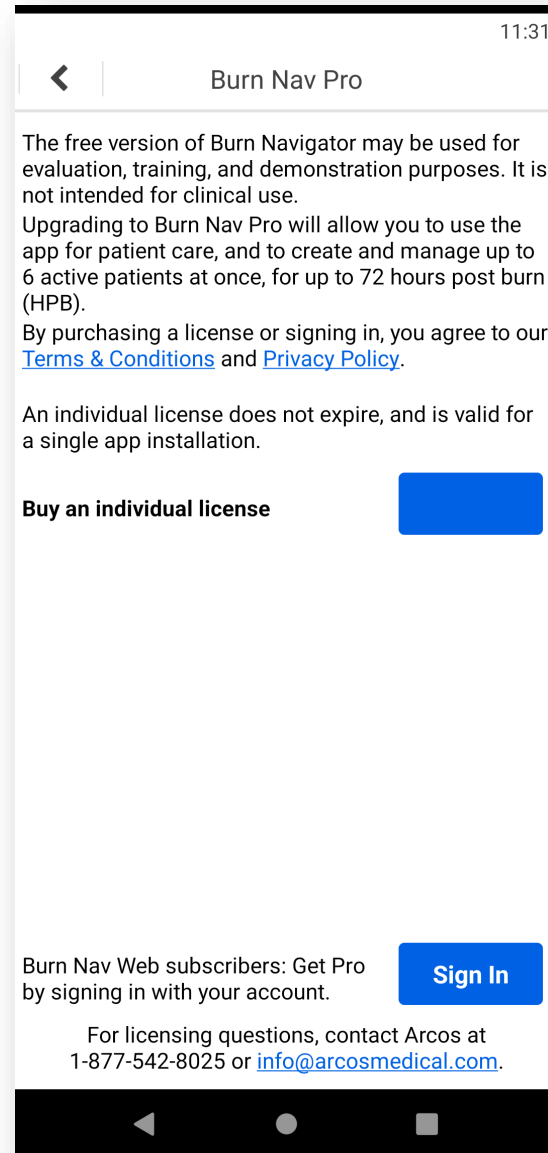 11:31
Burn Nav Pro
The free version of Burn Navigator may be used for
evaluation, training, and demonstration purposes. It is
not intended for clinical use.
Upgrading to Burn Nav Pro will allow you to use the
app for patient care, and to create and manage up to
6 active patients at once, for up to 72 hours post burn
(HPB).
By purchasing a license or signing in, you agree to our
Terms & Conditions and Privacy Policy.
An individual license does not expire, and is valid for
a single app installation.
Buy an individual license
Burn Nav Web subscribers: Get Pro
by signing in with your account.
Sign In
For licensing questions, contact Arcos at
1-877-542-8025 or info@arcosmedical.com.